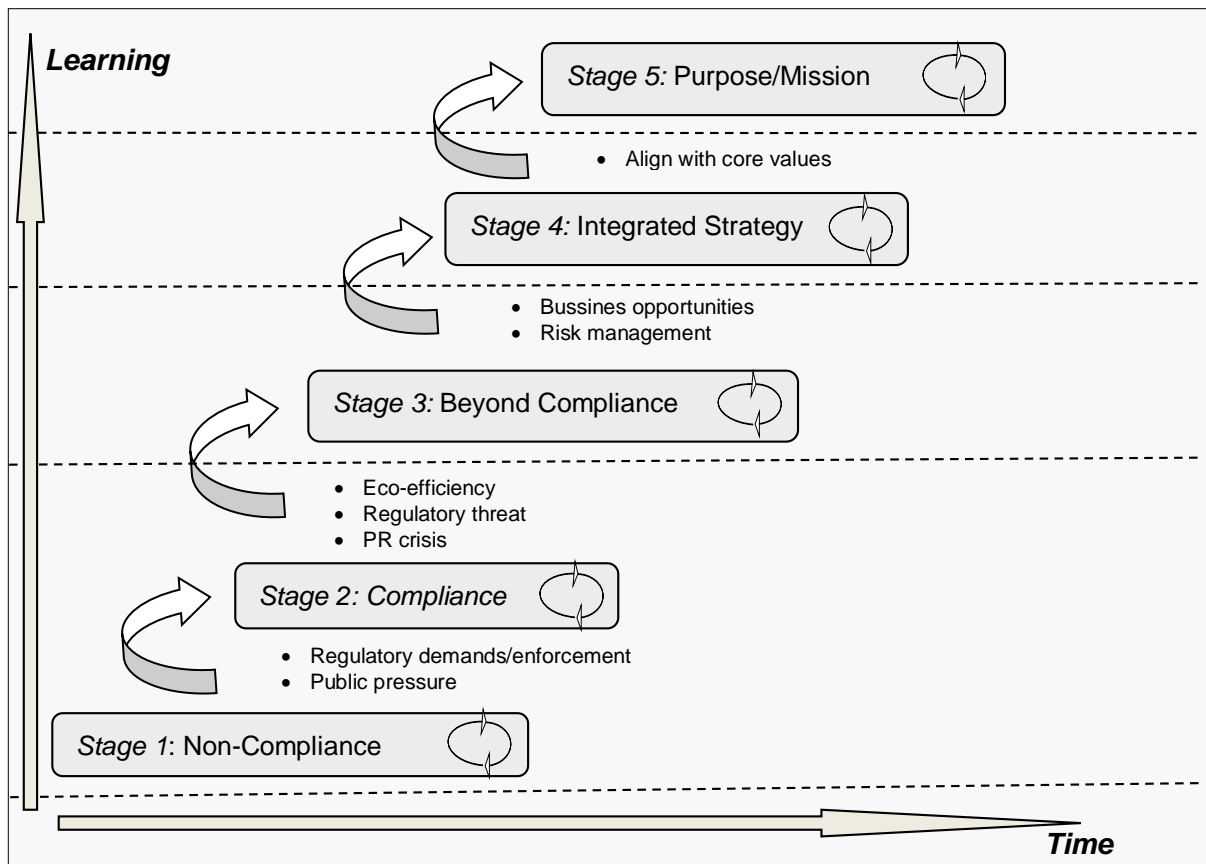 Learning
Stage 5: Purpose/Mission
• Align with core values
Stage 4: Integrated Strategy
• Bussines opportunities
• Risk management
Stage 3: Beyond Compliance
• Eco-efficiency
• Regulatory threat
• PR crisis
Stage 2: Compliance
• Regulatory demands/enforcement
• Public pressure
Stage 1: Non-Compliance
Time